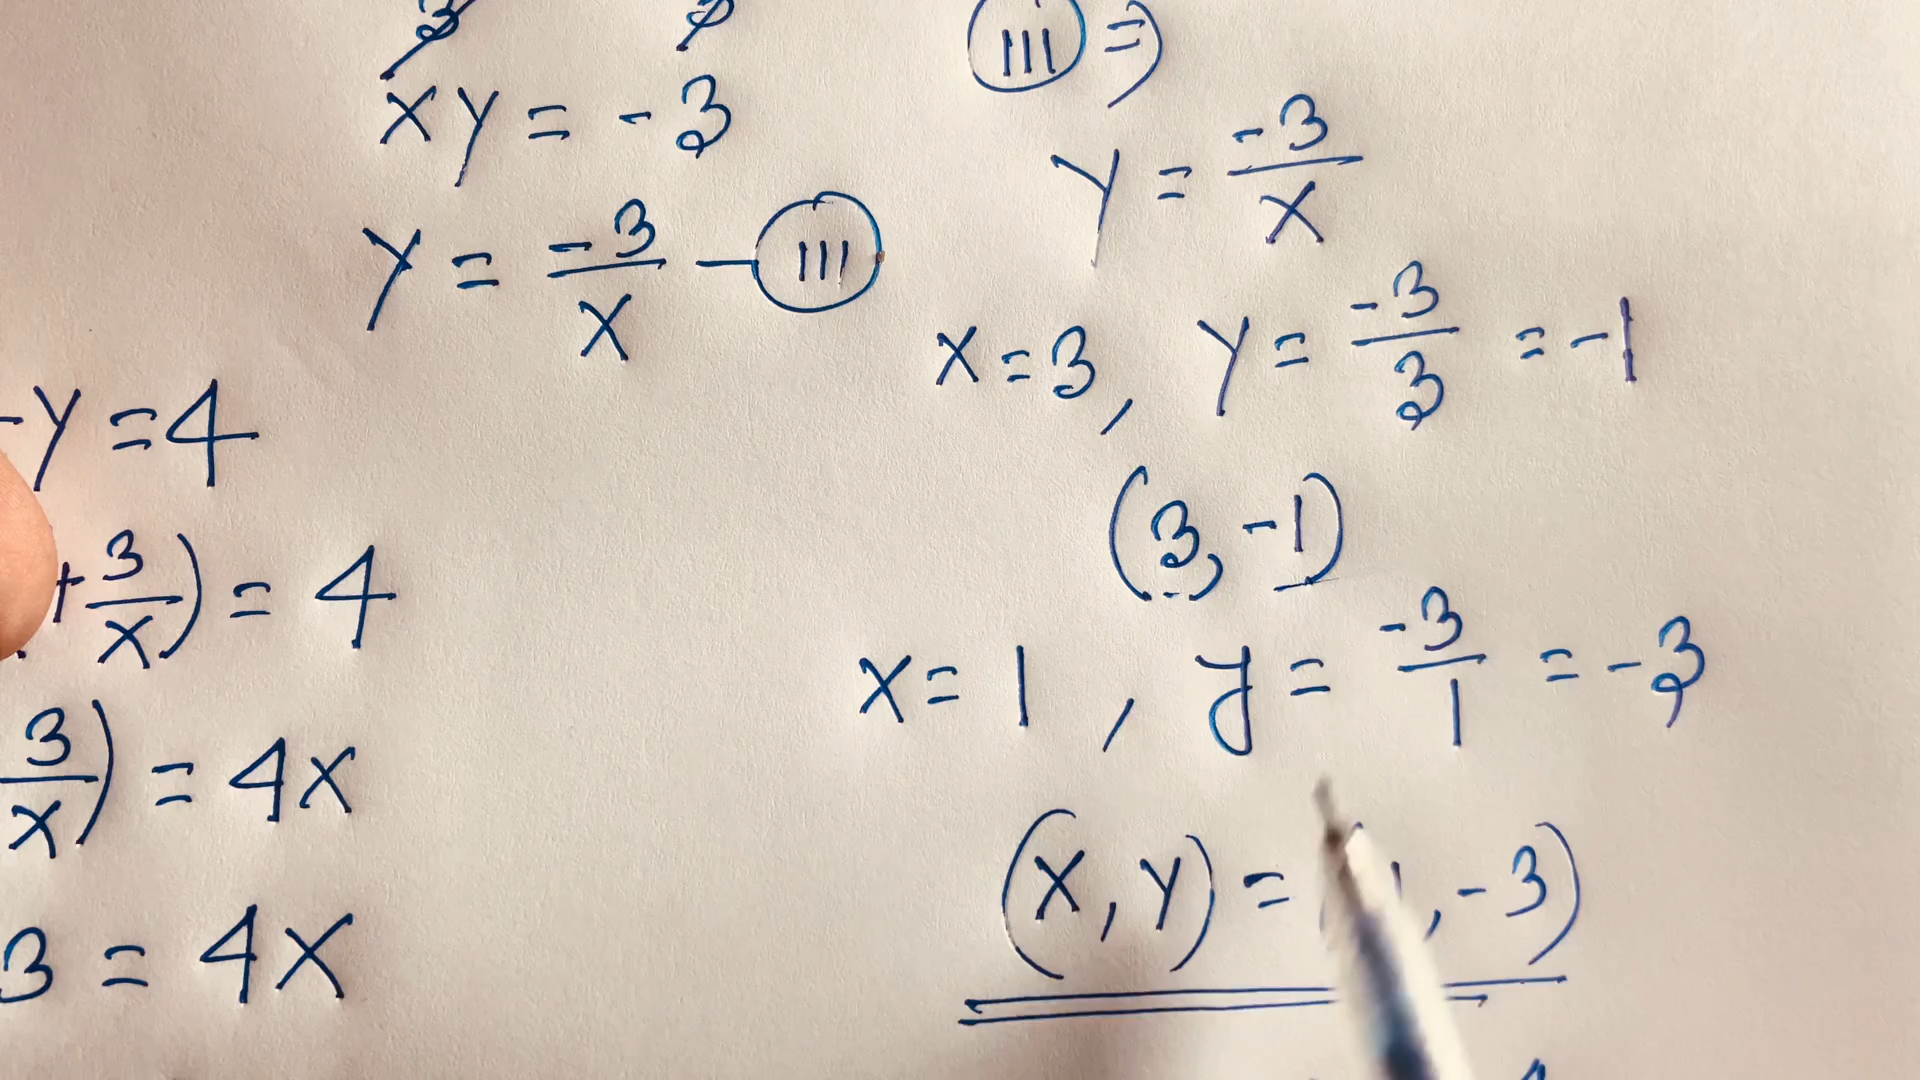 xy = -3
y = -3/x — III
-y = 4
+ 3/x) = 4
3/x) = 4x
3 = 4x
III ⇒
y = -3/x
x = 3, y = -3/3 = -1
(3, -1)
x = 1, y = -3/1 = -3
(x, y) = ( , -3)